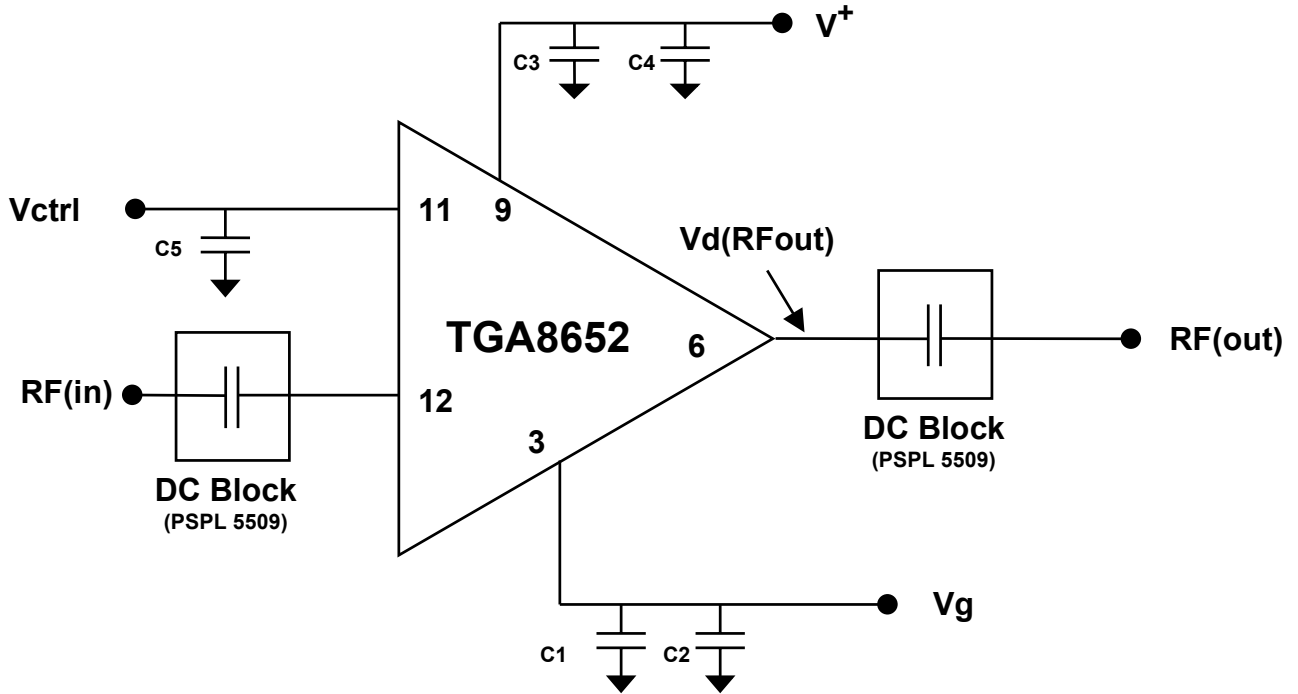 V+
C3
C4
Vctrl
11
9
C5
Vd(RFout)
TGA8652
6
RF(out)
RF(in)
12
DC Block
(PSPL 5509)
3
DC Block
(PSPL 5509)
Vg
C1
C2